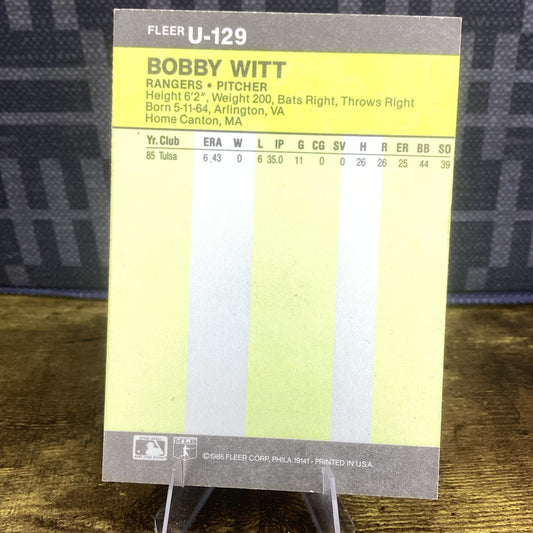 FLEER U-129
BOBBY WITT
RANGERS • PITCHER
Height 6'2", Weight 200, Bats Right, Throws Right
Born 5-11-64, Arlington, VA
Home Canton, MA
Yr. Club ERA W L IP G CG SV H R ER BB SO
85 Tulsa 6.43 0 6 35.0 11 0 0 26 26 25 44 39
©1986 FLEER CORP., PHILA. 19141 - PRINTED IN U.S.A.